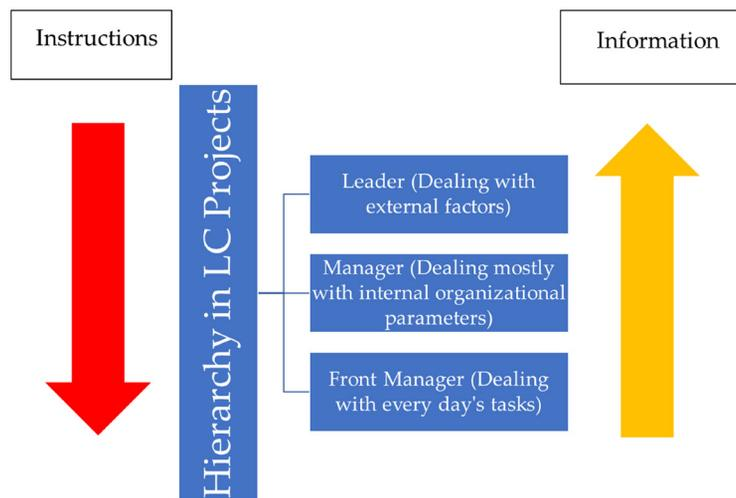 Instructions
Information
Hierarchy in LC Projects
Leader (Dealing with
external factors)
Manager (Dealing mostly
with internal organizational
parameters)
Front Manager (Dealing
with every day's tasks)